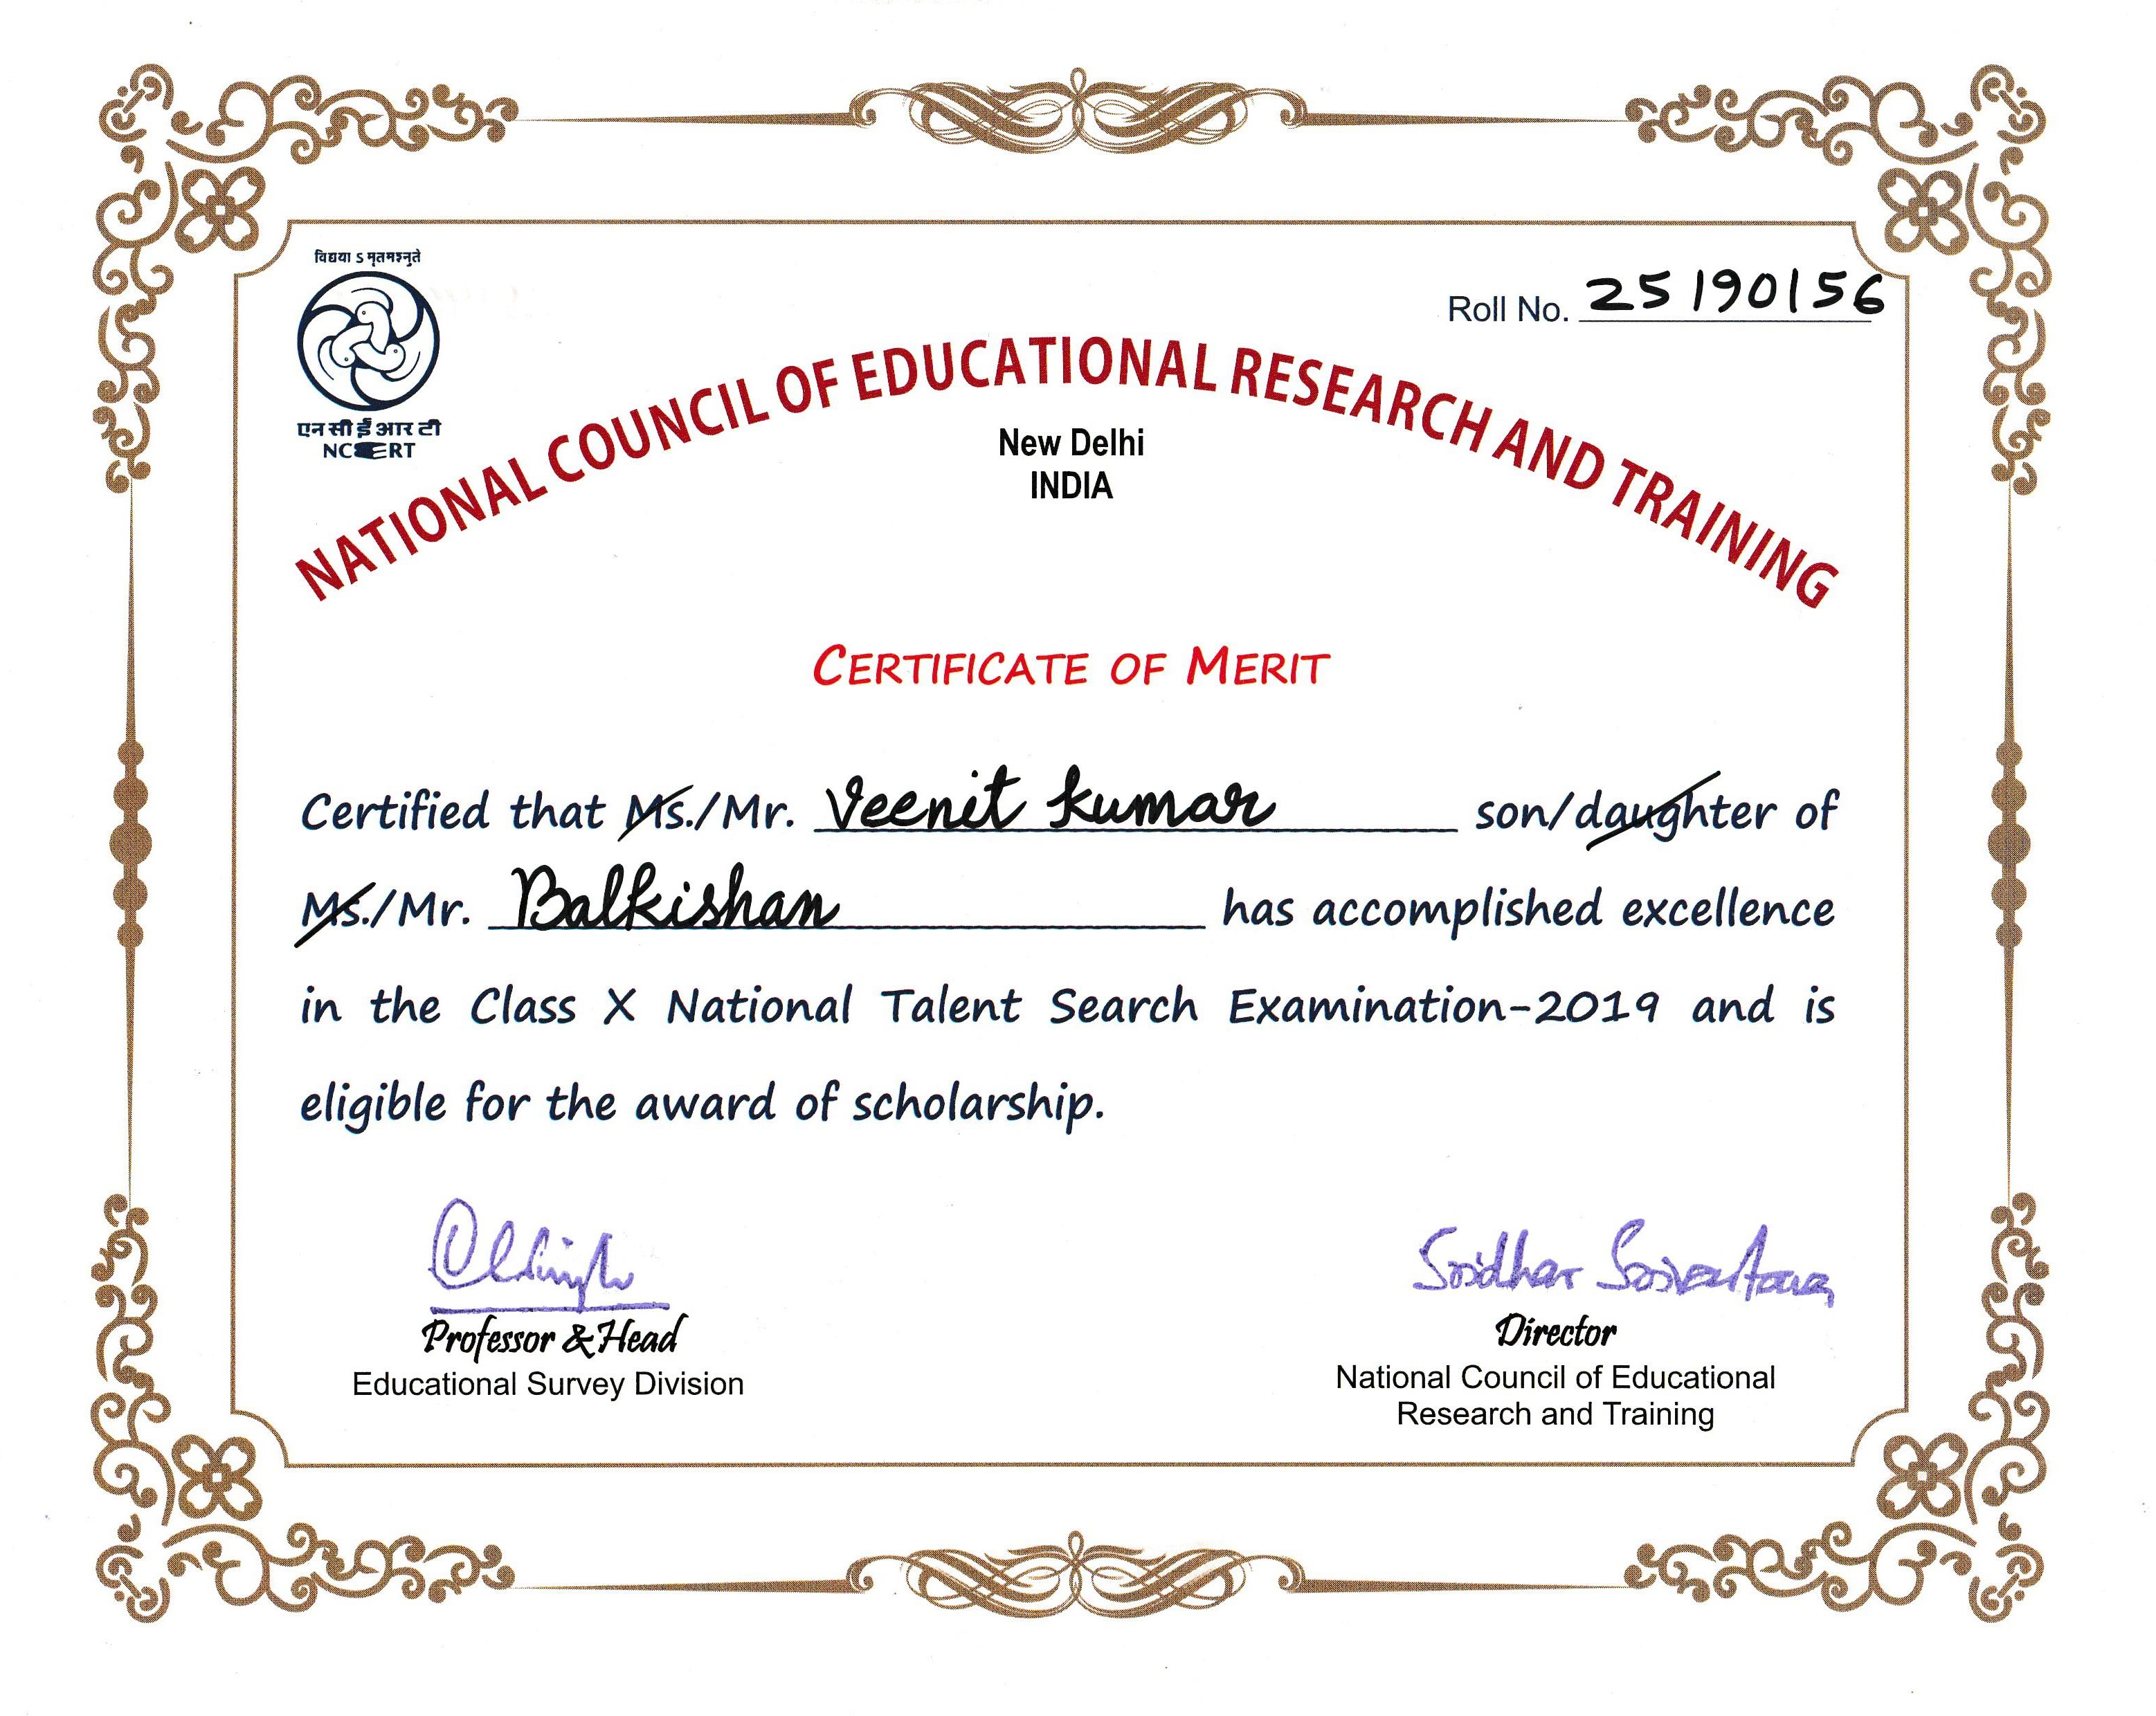 विद्यया ऽ मृतमश्नुते
एन सी ई आर टी
NCERT
Roll No. 25190156
NATIONAL COUNCIL OF EDUCATIONAL RESEARCH AND TRAINING
New Delhi
INDIA
CERTIFICATE OF MERIT
Certified that Ms./Mr. Veenit Kumar son/daughter of
Ms./Mr. Balkishan has accomplished excellence
in the Class X National Talent Search Examination-2019 and is
eligible for the award of scholarship.
Sridhar Srivastava
Professor & Head
Educational Survey Division
Director
National Council of Educational
Research and Training